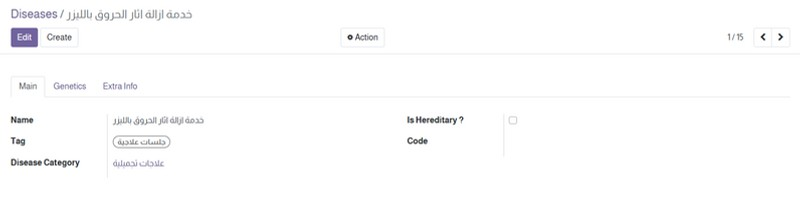 Diseases / خدمة ازالة اثار الحروق بالليزر
Edit Create Action 1 / 15
Main Genetics Extra Info
Name خدمة ازالة اثار الحروق بالليزر Is Hereditary ?
Tag جلسات علاجية Code
Disease Category علاجات تجميلية